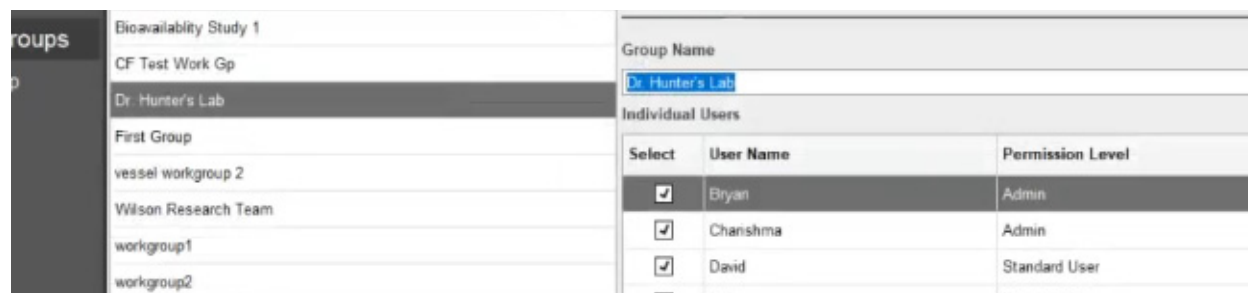 roups
p
Bioavailablity Study 1
CF Test Work Gp
Dr. Hunter's Lab
First Group
vessel workgroup 2
Wilson Research Team
workgroup1
workgroup2
Group Name
Dr. Hunter's Lab
Individual Users
Select User Name Permission Level
Bryan Admin
Charishma Admin
David Standard User